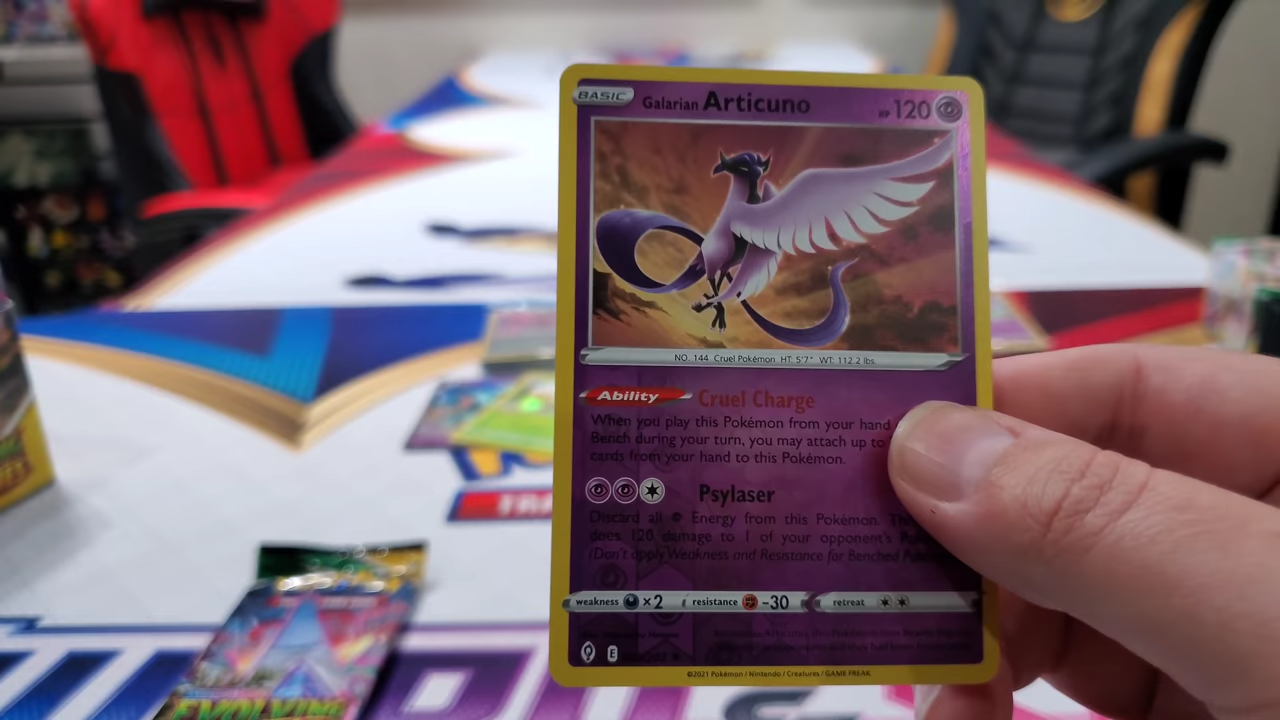 BASIC
Galarian Articuno
HP 120
NO. 144 Cruel Pokémon HT: 5'7" WT: 112.2 lbs.
Ability Cruel Charge
When you play this Pokémon from your hand
Bench during your turn, you may attach up to
cards from your hand to this Pokémon.
Psylaser
Discard all Energy from this Pokémon.
does 120 damage to 1 of your opponent's
(Don't apply Weakness and Resistance for Benched
weakness ×2 resistance -30 retreat
E
©2021 Pokémon / Nintendo / Creatures / GAME FREAK
TRA
EVOLVING